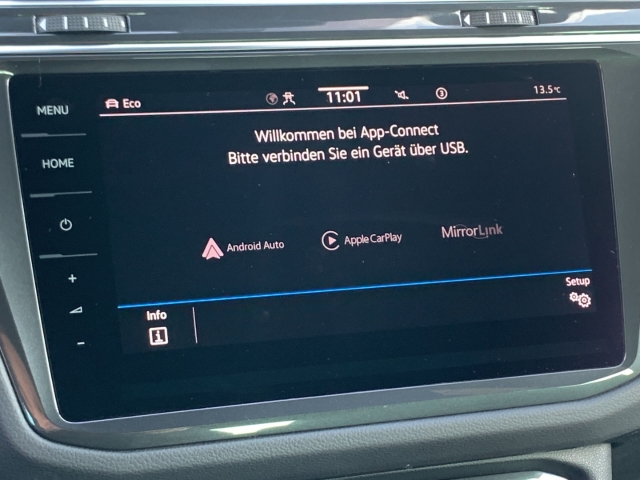 MENU
HOME
+
-
Eco
11:01
3
13.5°C
Willkommen bei App-Connect
Bitte verbinden Sie ein Gerät über USB.
Android Auto
Apple CarPlay
MirrorLink
Info
i
Setup